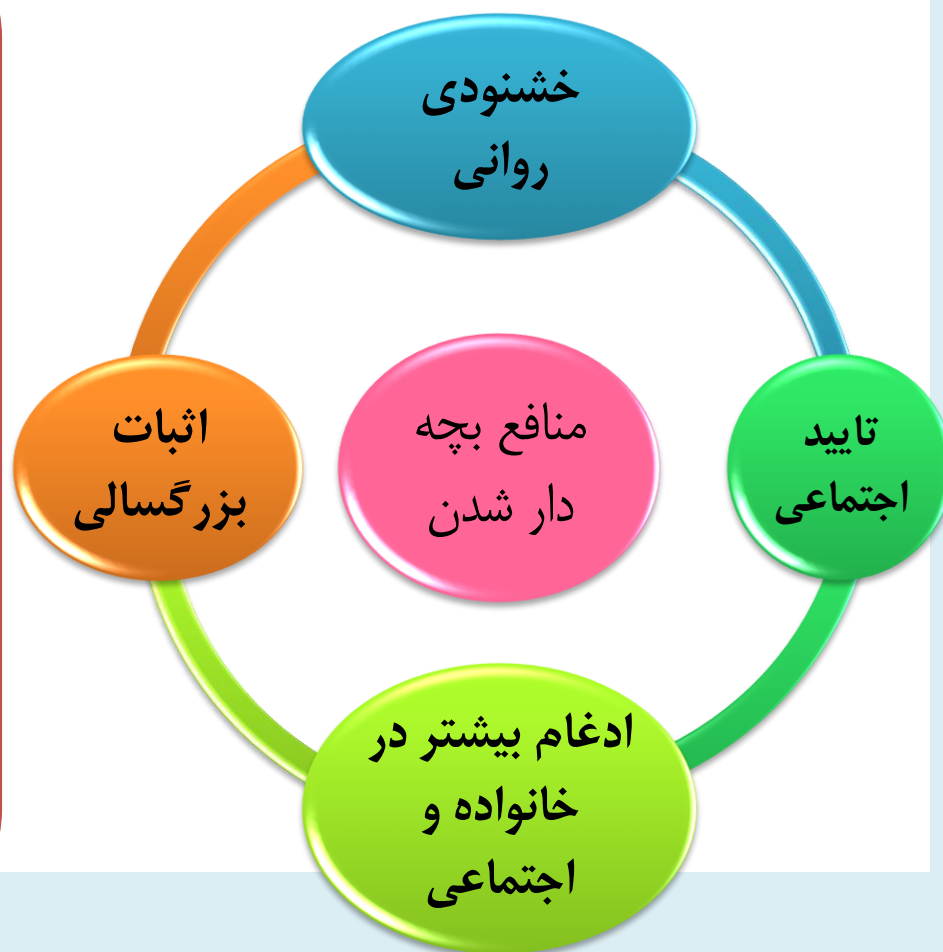 خشنودی
روانی
تایید
اجتماعی
ادغام بیشتر در
خانواده و
اجتماعی
اثبات
بزرگسالی
منافع بچه
دار شدن